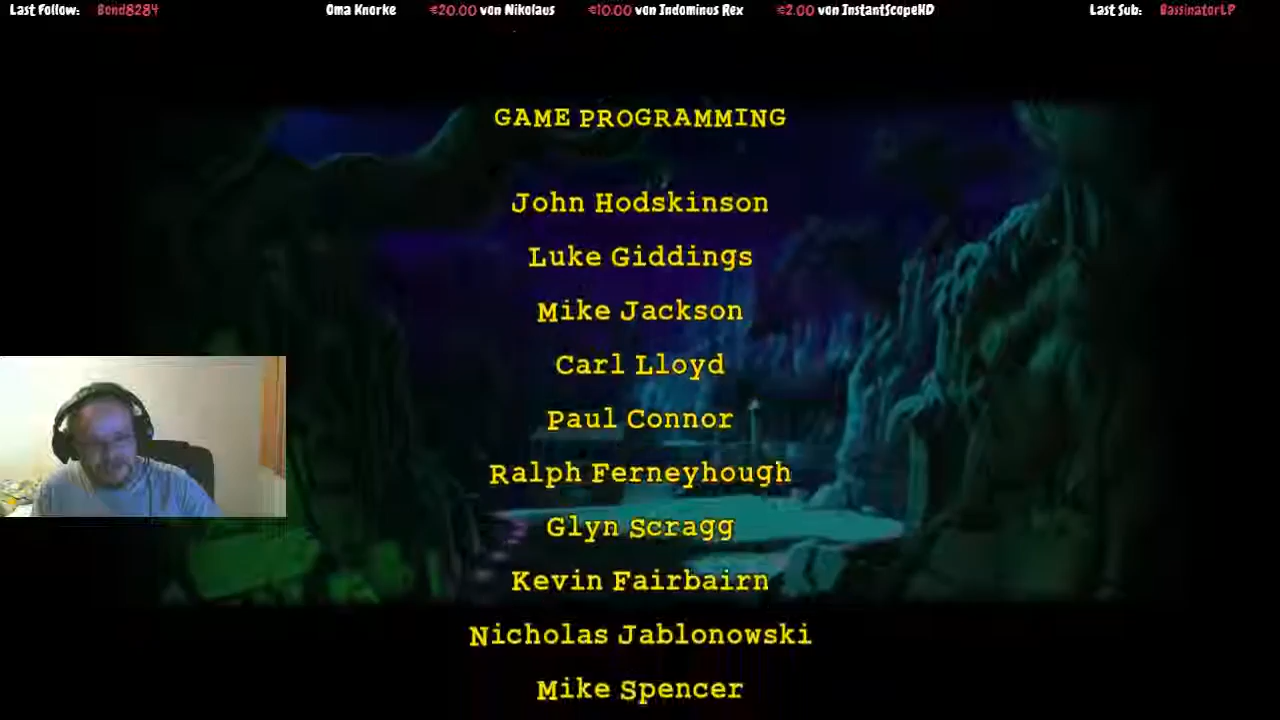 Last Follow: Bond8284 Oma Knorke €20.00 von Nikolaus €10.00 von Indominus Rex €2.00 von InstantScopeHD Last Sub: BassinatorLP
GAME PROGRAMMING
John Hodskinson
Luke Giddings
Mike Jackson
Carl Lloyd
Paul Connor
Ralph Ferneyhough
Glyn Scragg
Kevin Fairbairn
Nicholas Jablonowski
Mike Spencer